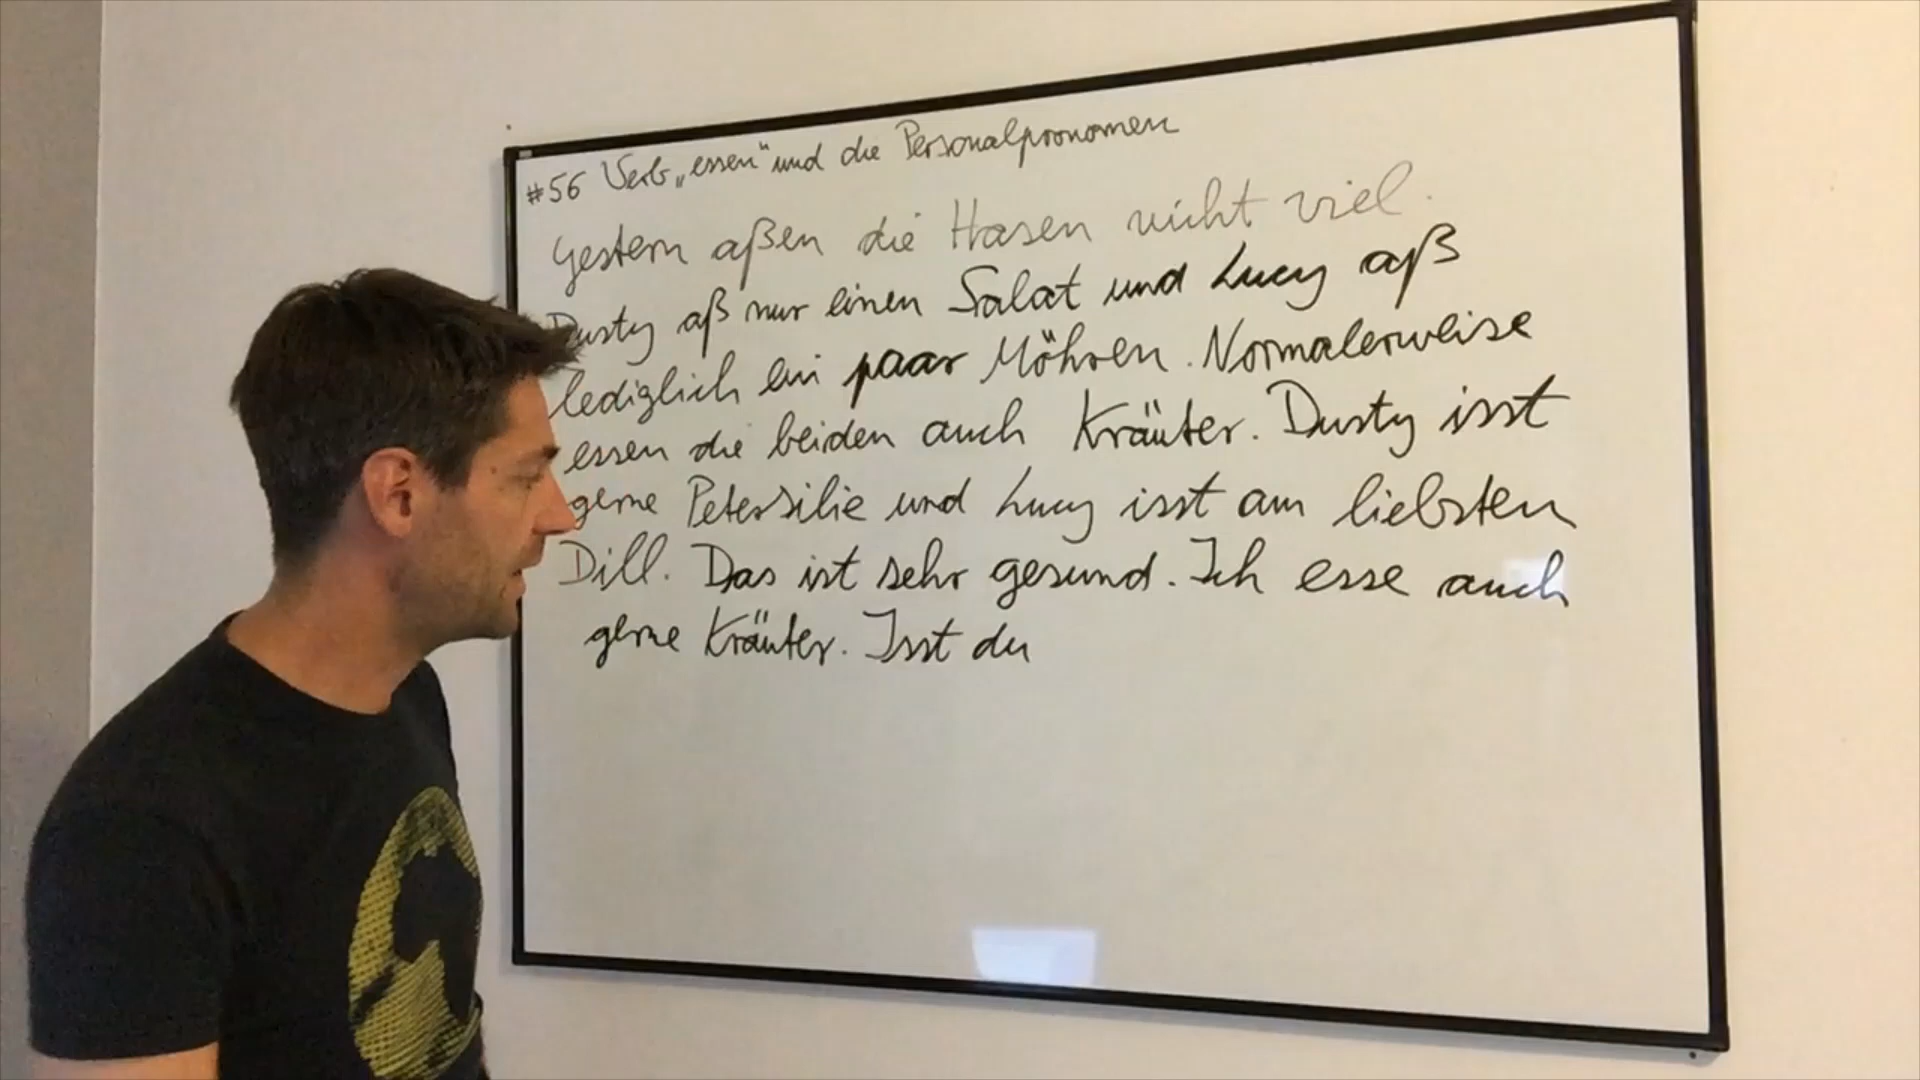 #56 Verb „essen" und die Personalpronomen
Gestern aßen die Hasen nicht viel.
Dusty aß nur einen Salat und Lucy aß
lediglich ein paar Möhren. Normalerweise
essen die beiden auch Kräuter. Dusty isst
gerne Petersilie und Lucy isst am liebsten
Dill. Das ist sehr gesund. Ich esse auch
gerne Kräuter. Isst du